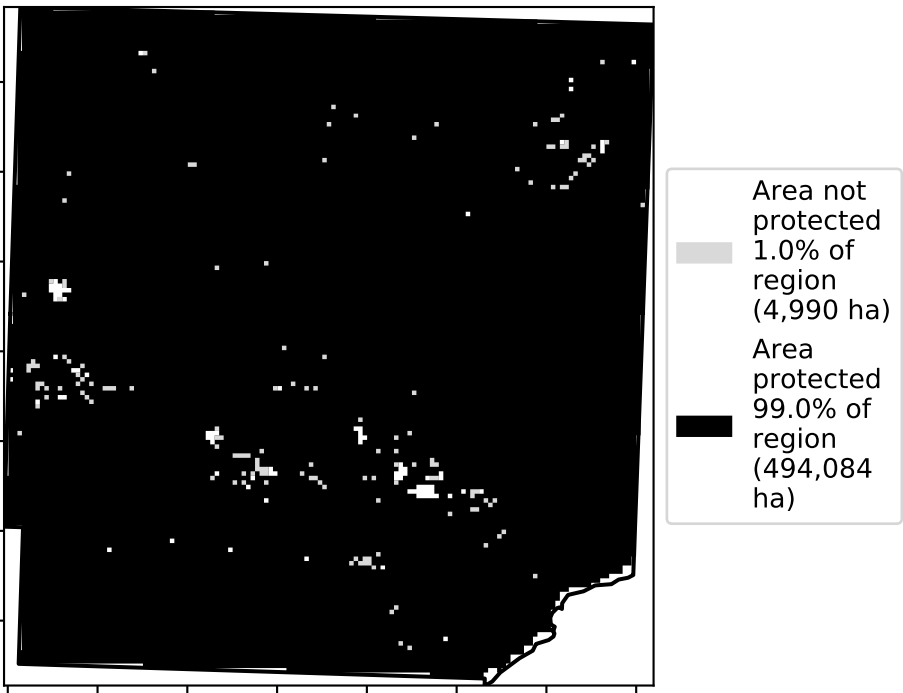 Area not
protected
1.0% of
region
(4,990 ha)
Area
protected
99.0% of
region
(494,084
ha)